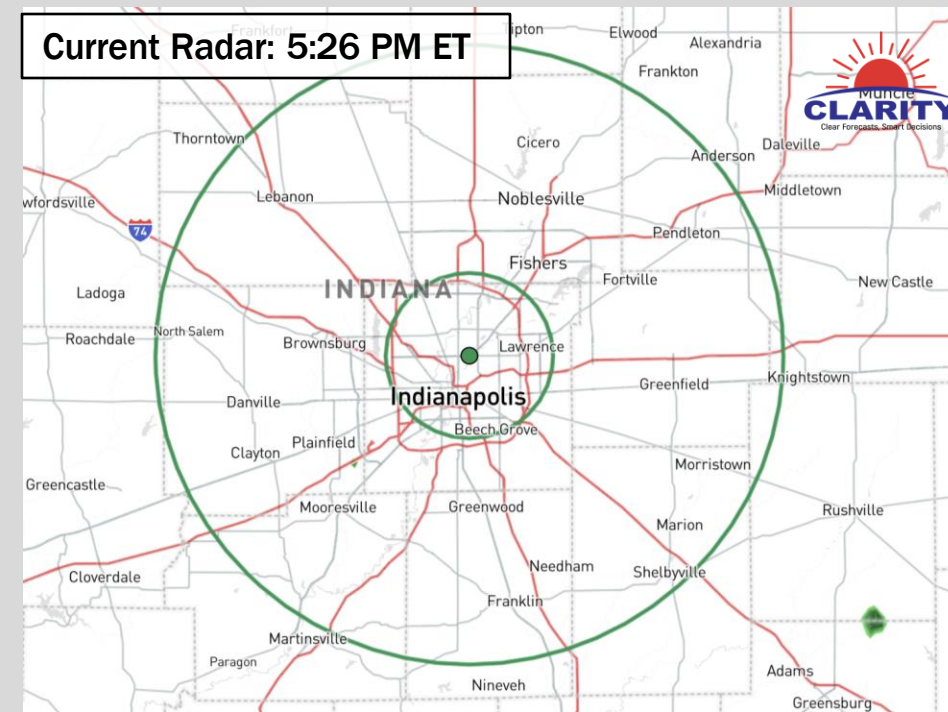 Current Radar: 5:26 PM ET
Tipton
Elwood
Alexandria
Frankton
Muncie
CLARITY
Clear Forecasts, Smart Decisions
Thorntown
Cicero
Anderson
Daleville
wfordsville
Lebanon
Noblesville
Middletown
74
Pendleton
Fishers
Fortville
New Castle
INDIANA
Ladoga
Roachdale
North Salem
Brownsburg
Lawrence
Knightstown
Greenfield
Indianapolis
Danville
Beech Grove
Plainfield
Clayton
Morristown
Greencastle
Mooresville
Greenwood
Rushville
Marion
Needham
Shelbyville
Cloverdale
Franklin
Martinsville
Paragon
Adams
Nineveh
Greensburg